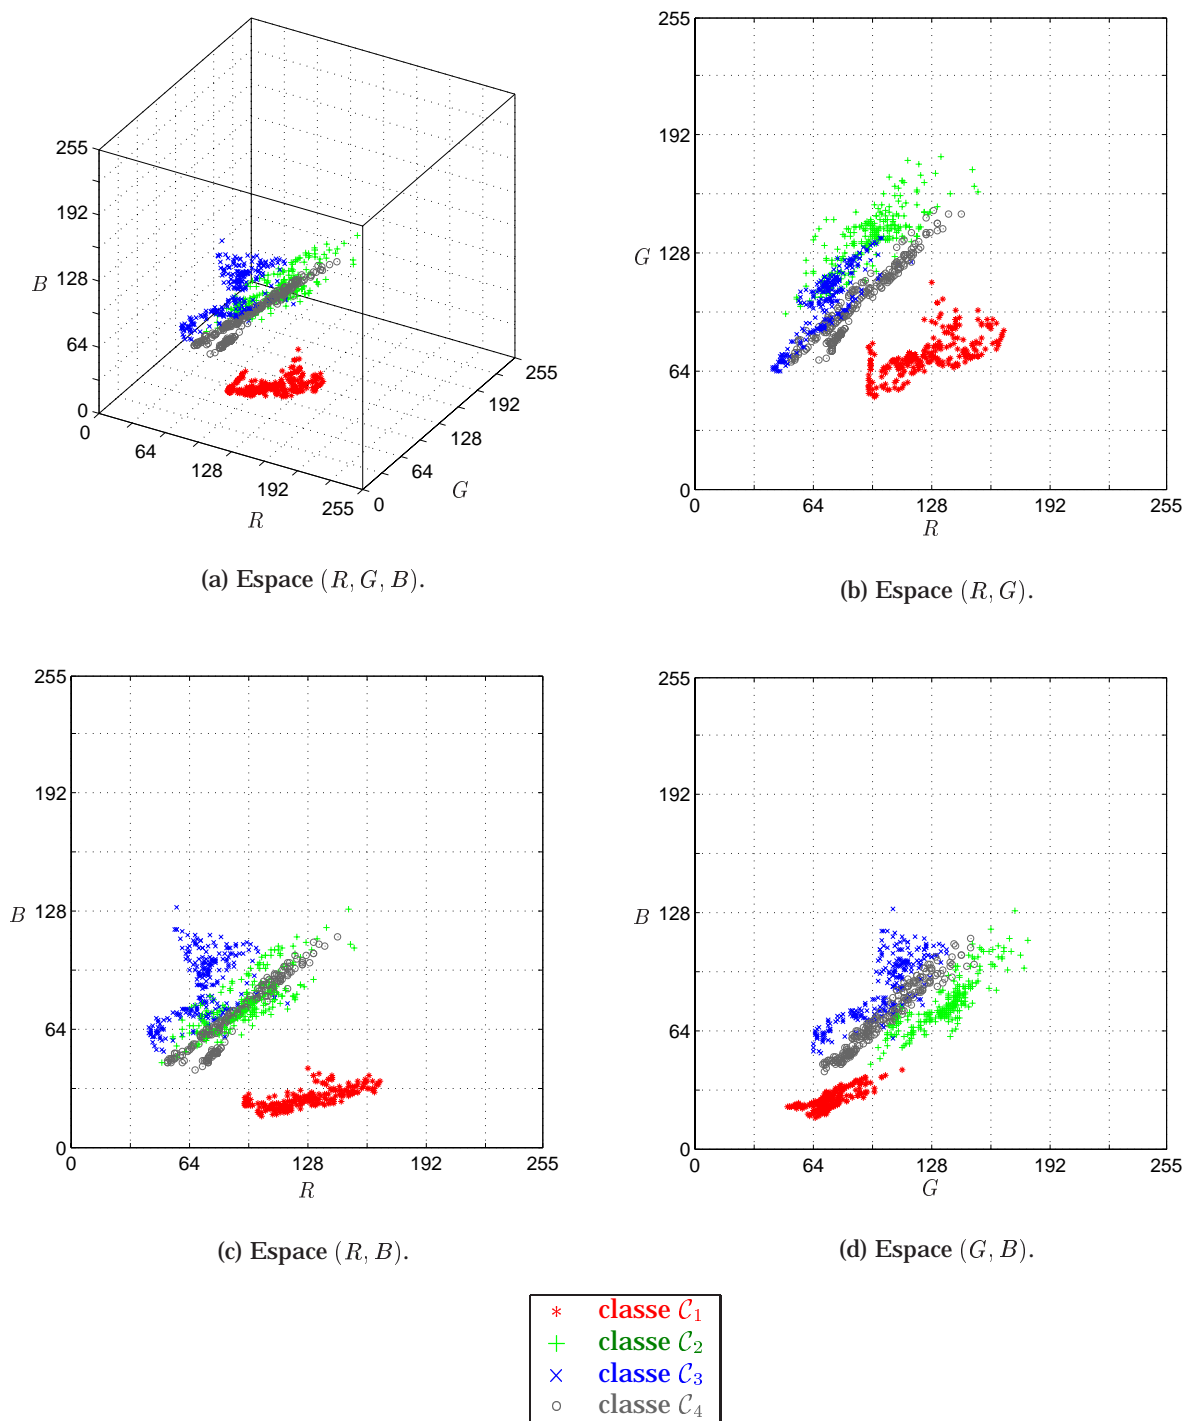 255
192
128
64
0
B
0
64
128
192
255
R
0
64
128
192
255
G
(a) Espace (R, G, B).
255
192
128
64
0
G
0
64
128
192
255
R
(b) Espace (R, G).
255
192
128
64
0
B
0
64
128
192
255
R
(c) Espace (R, B).
255
192
128
64
0
B
0
64
128
192
255
G
(d) Espace (G, B).
classe C1
classe C2
classe C3
classe C4